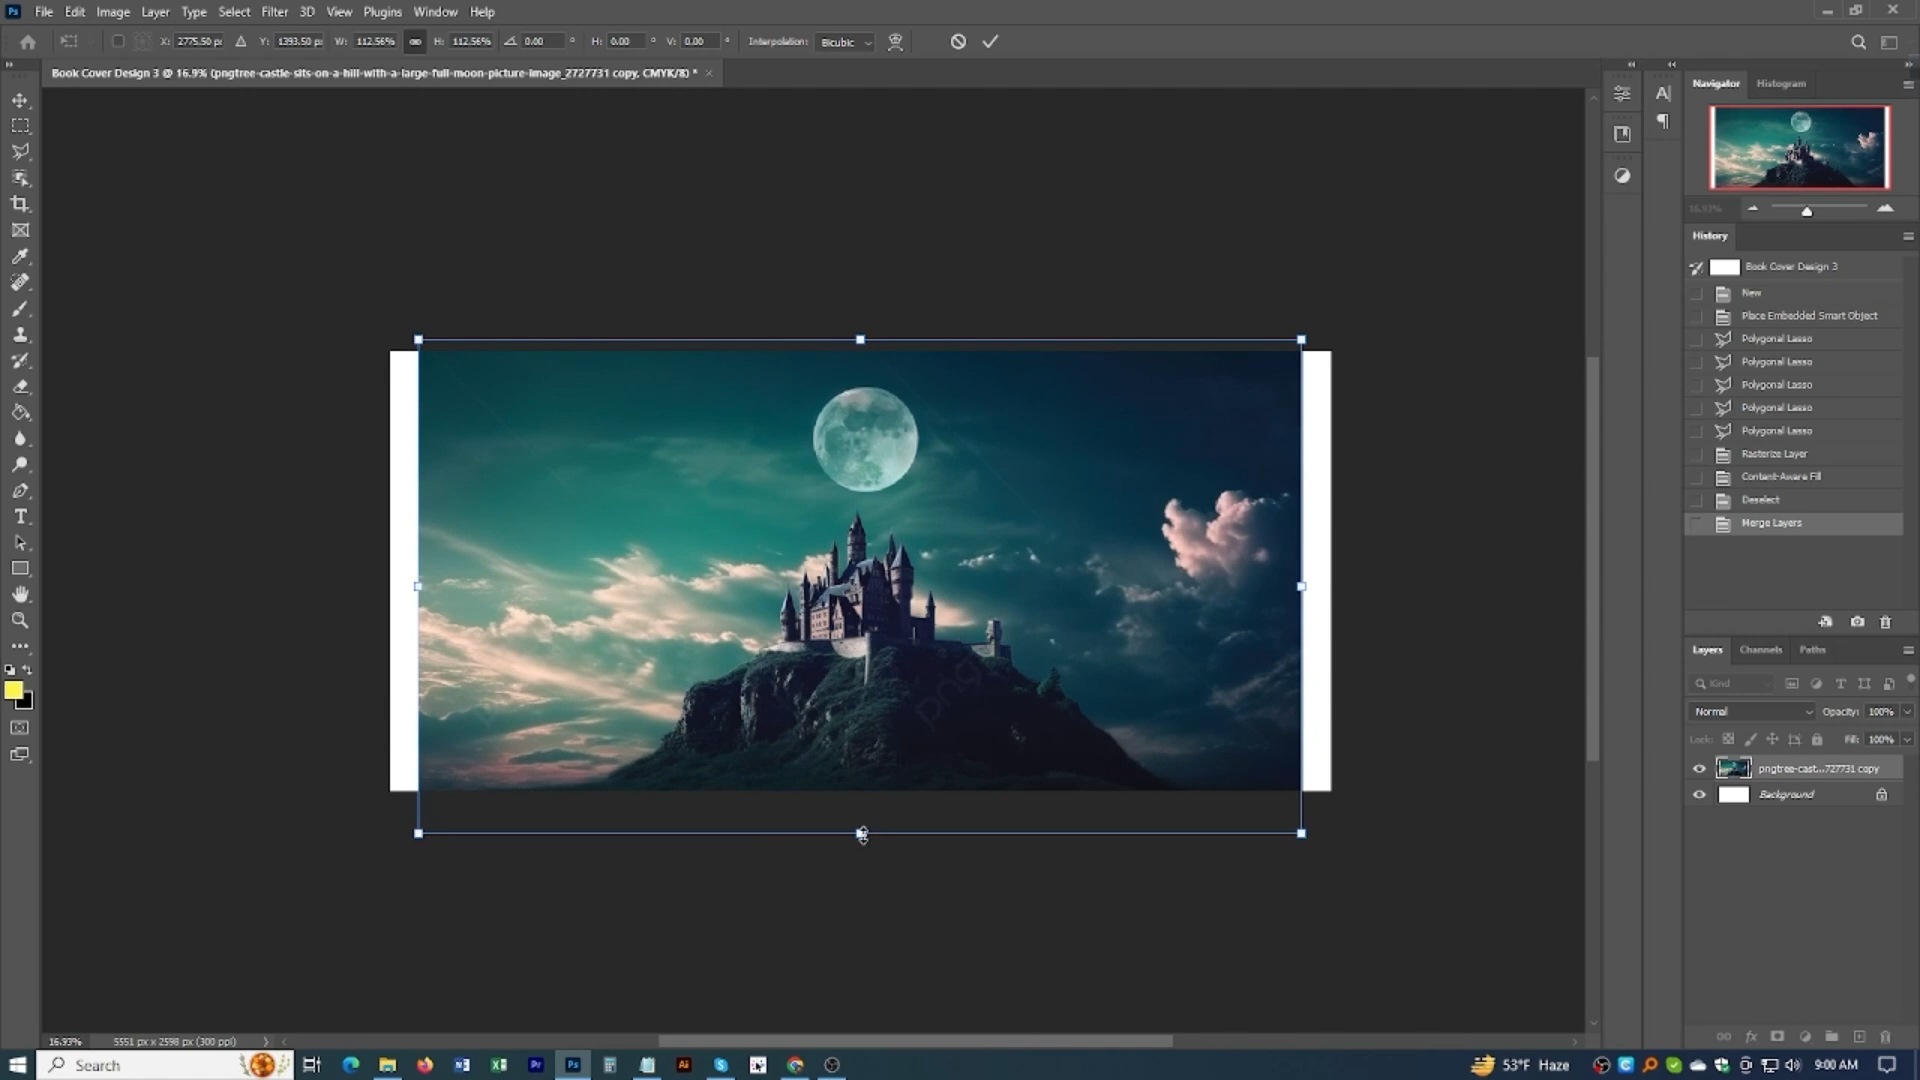 File Edit Image Layer Type Select Filter 3D View Plugins Window Help
X: 2775.50 px Y: 1393.50 px W: 112.56% H: 112.56% 0.00 ° H: 0.00 ° V: 0.00 ° Interpolation: Bicubic
Book Cover Design 3 @ 16.9% (pngtree-castle-sits-on-a-hill-with-a-large-full-moon-picture-image_2727731 copy, CMYK/8) *
Navigator Histogram
16.93%
History
Book Cover Design 3
New
Place Embedded Smart Object
Polygonal Lasso
Polygonal Lasso
Polygonal Lasso
Polygonal Lasso
Polygonal Lasso
Rasterize Layer
Content-Aware Fill
Deselect
Merge Layers
Layers Channels Paths
Kind
Normal Opacity: 100%
Lock: Fill: 100%
pngtree-cast...727731 copy
Background
16.93% 5551 px x 2598 px (300 ppi)
Search 53°F Haze 9:00 AM